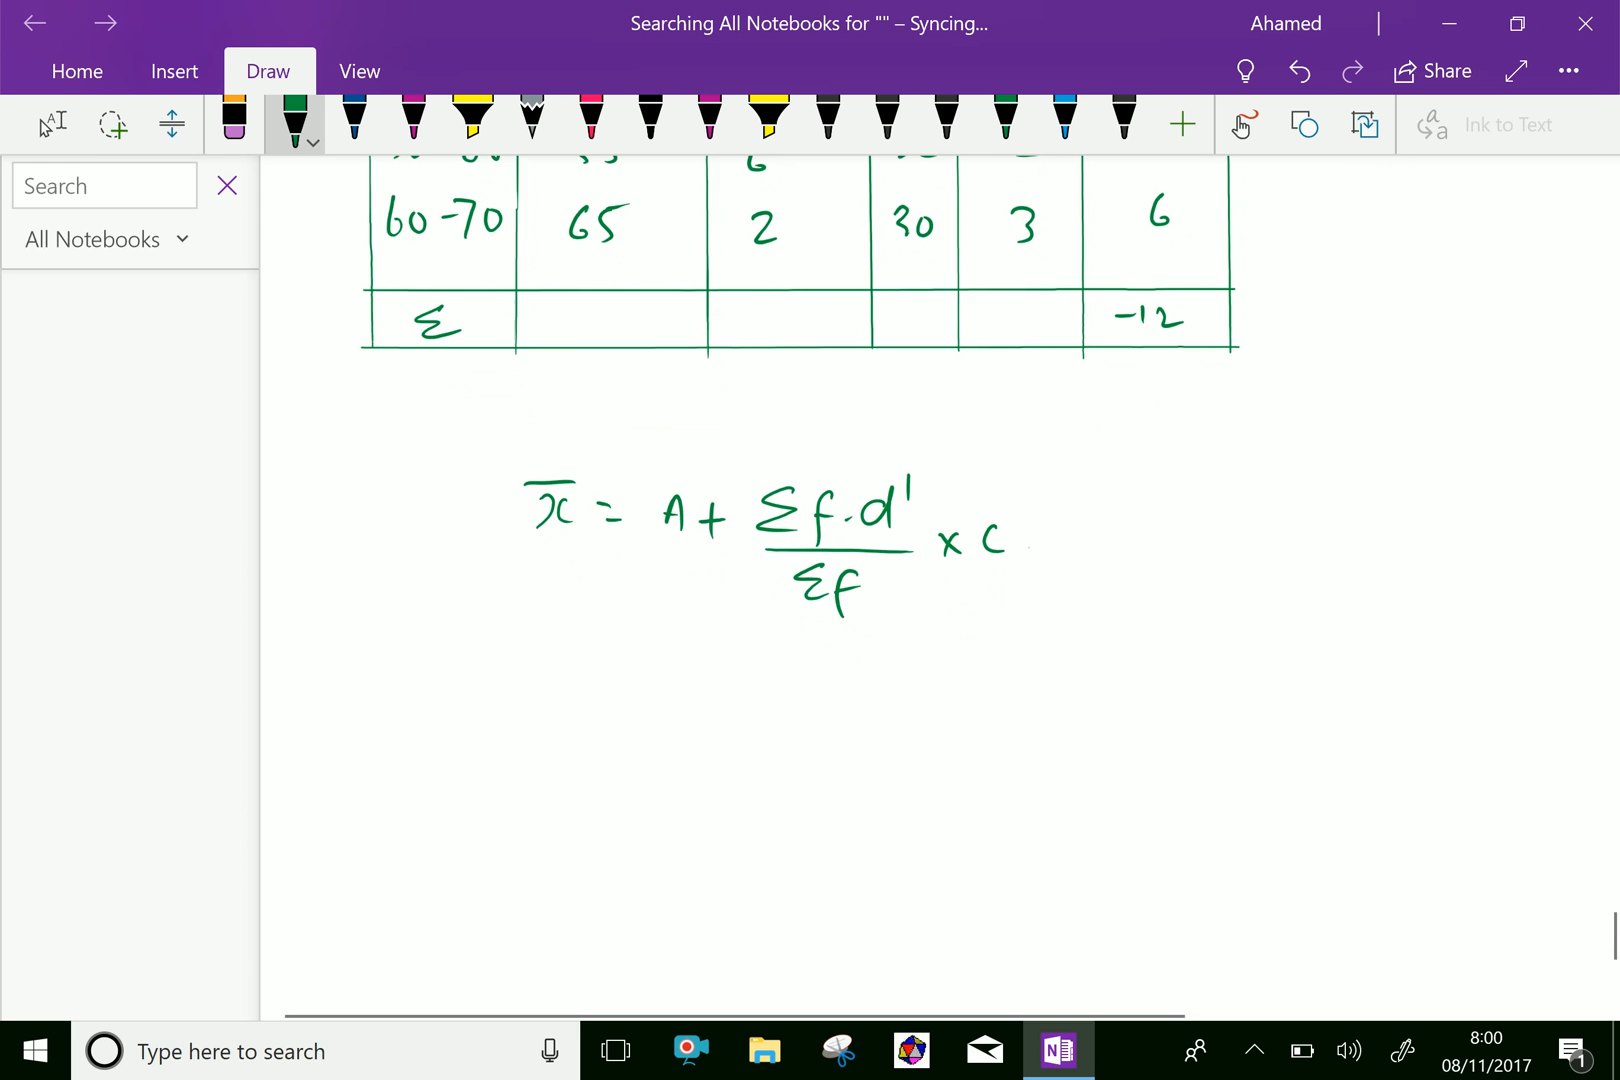 Searching All Notebooks for "" – Syncing...
Ahamed
Home Insert Draw View
Share
Ink to Text
Search
All Notebooks
60-70 65 2 30 3 6
Σ -12
x̄ = A + Σf.d' / Σf × C
Type here to search
8:00
08/11/2017
1